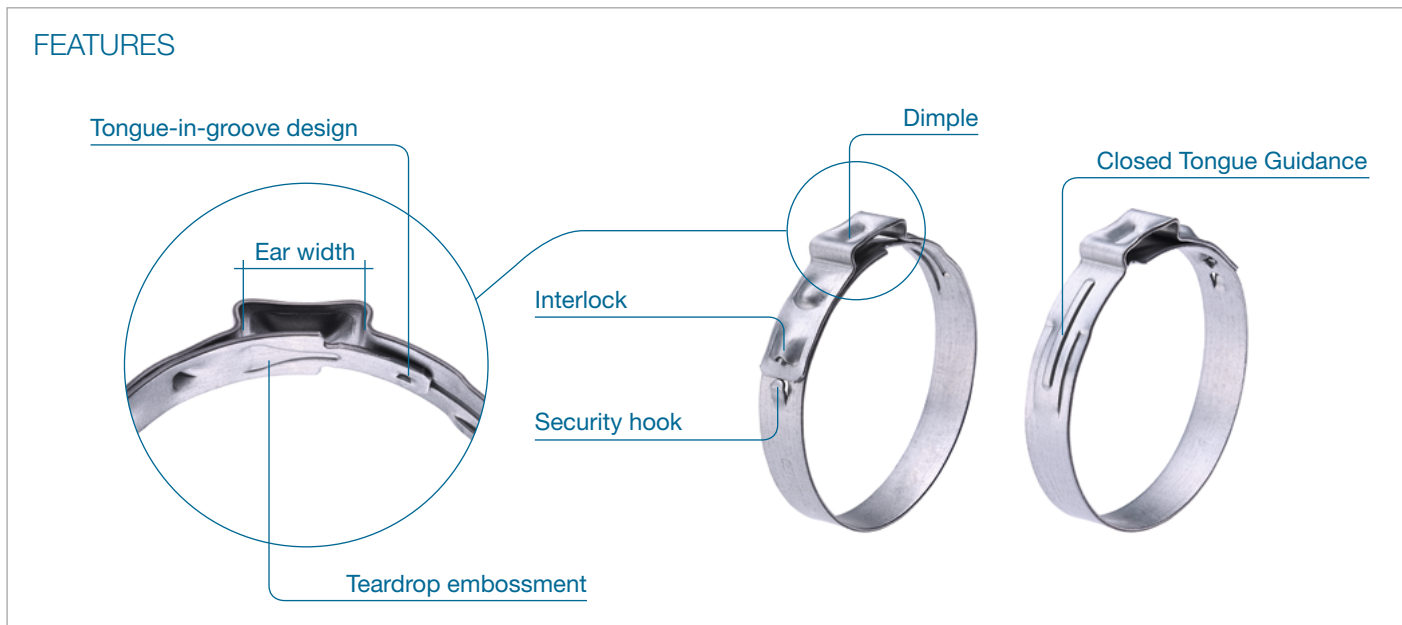 FEATURES
Tongue-in-groove design
Dimple
Closed Tongue Guidance
Ear width
Interlock
Security hook
Teardrop embossment